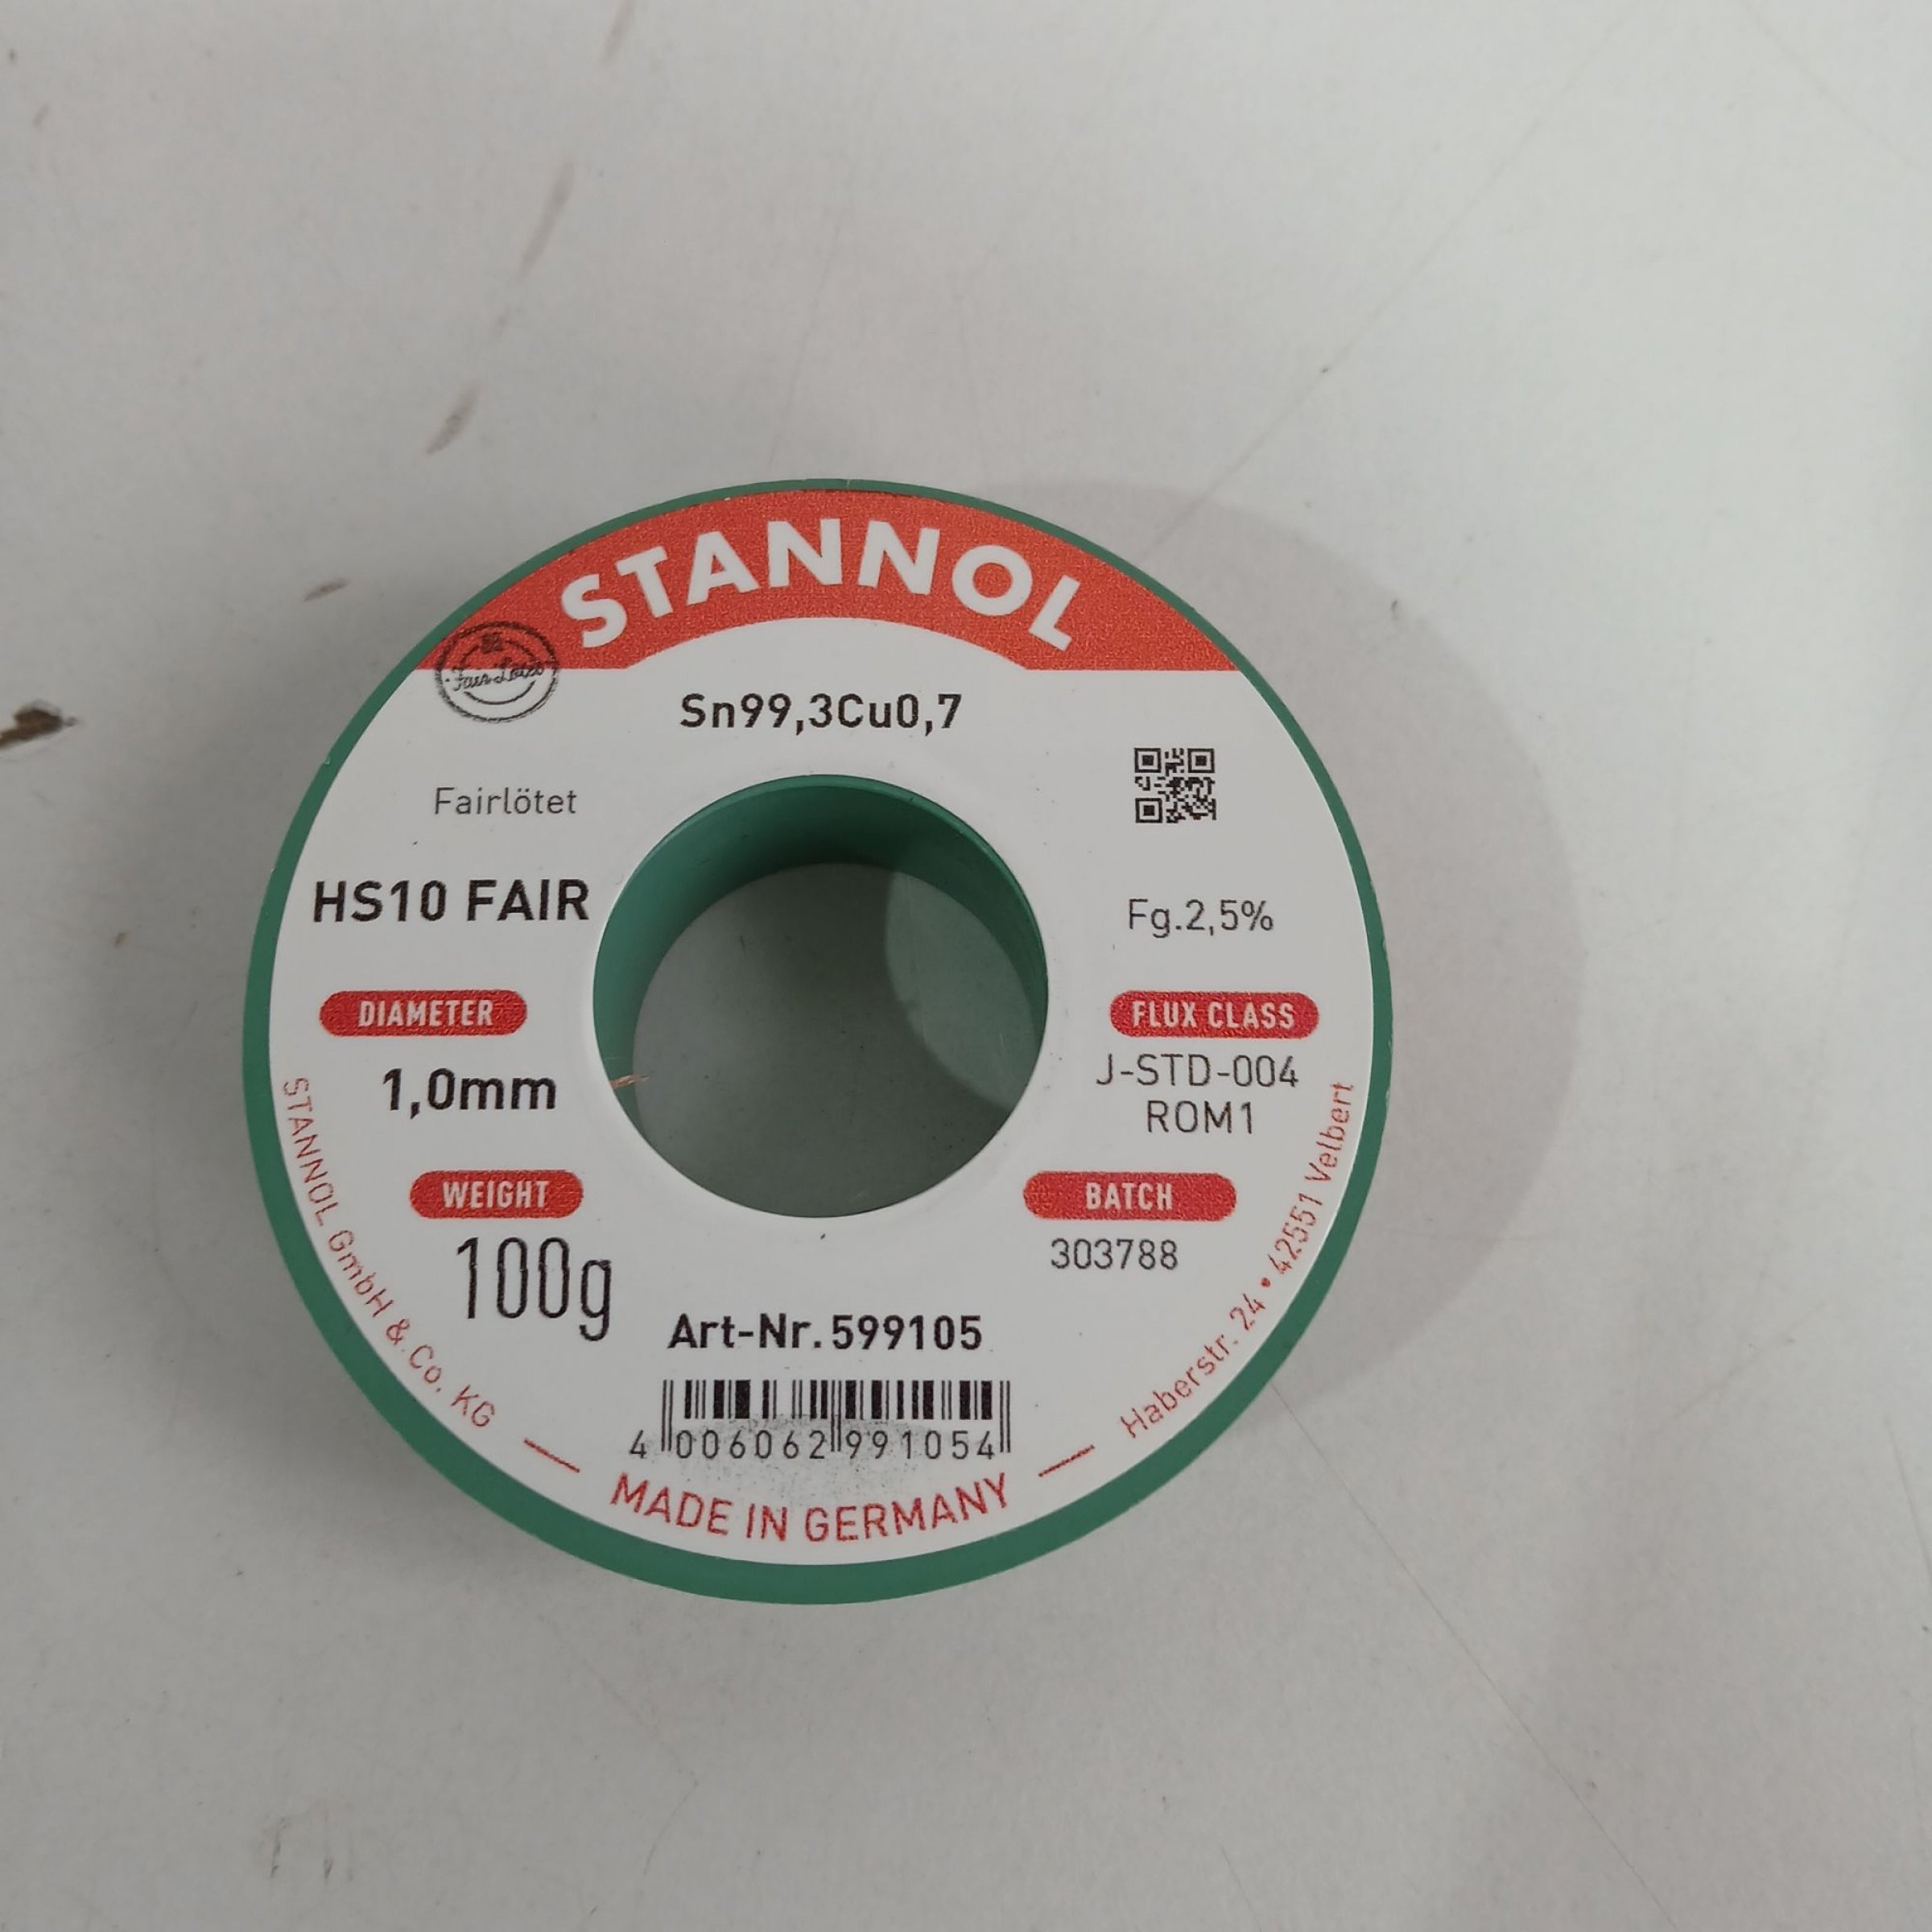 STANNOL
Fair Lötet
Sn99,3Cu0,7
Fairlötet
HS10 FAIR
Fg.2,5%
DIAMETER
FLUX CLASS
1,0mm
J-STD-004
ROM1
WEIGHT
BATCH
100g
303788
Art-Nr.599105
4 006062 991054
STANNOL GmbH & Co. KG
MADE IN GERMANY
Haberstr. 24 • 42551 Velbert